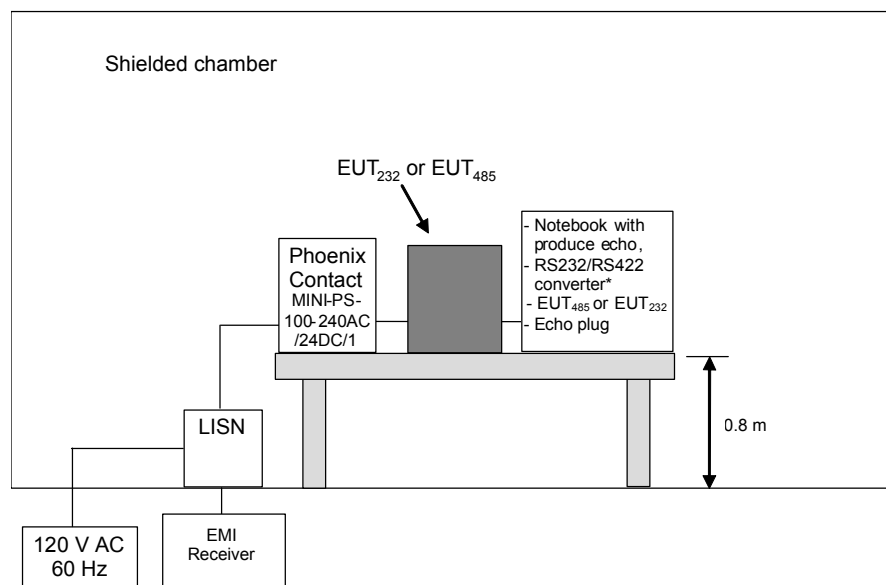 Shielded chamber
EUT232 or EUT485
Phoenix
Contact
MINI-PS-
100-240AC
/24DC/1
- Notebook with
produce echo,
- RS232/RS422
converter*
- EUT485 or EUT232
- Echo plug
LISN
0.8 m
120 V AC
60 Hz
EMI
Receiver